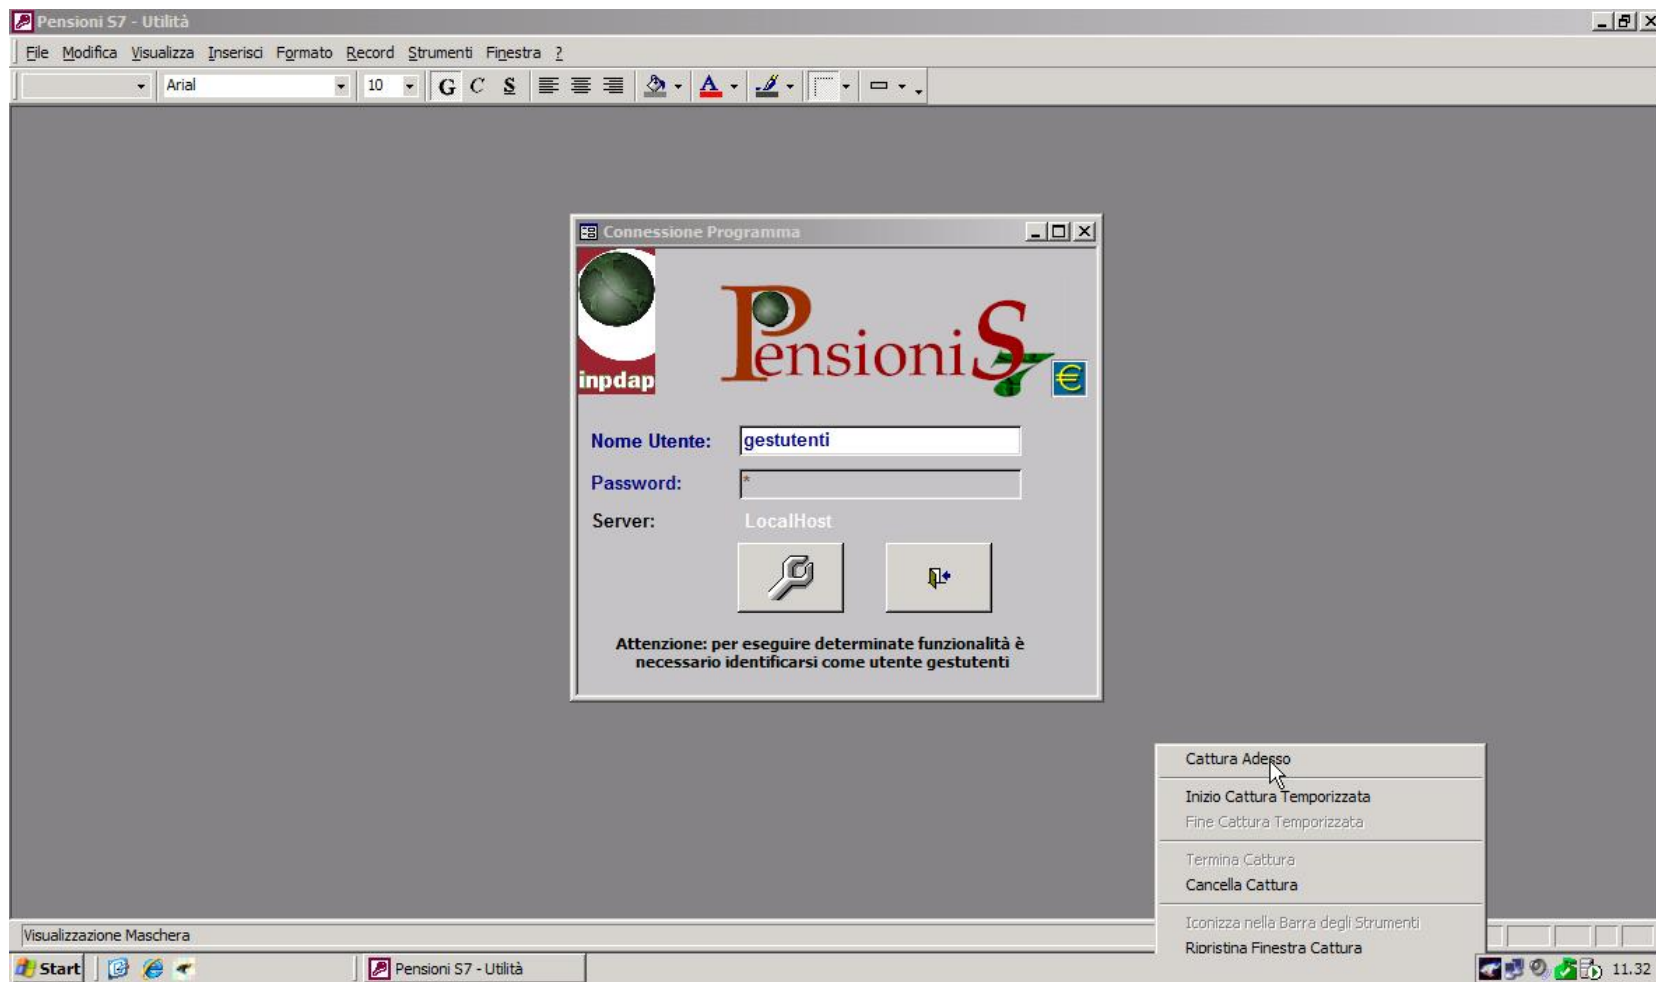 Pensioni S7 - Utilità
File Modifica Visualizza Inserisci Formato Record Strumenti Finestra ?
Arial 10 G C S A
Connessione Programma
inpdap
Pensioni S7 €
Nome Utente: gestutenti
Password: *
Server: LocalHost
Attenzione: per eseguire determinate funzionalità è
necessario identificarsi come utente gestutenti
Cattura Adesso
Inizio Cattura Temporizzata
Fine Cattura Temporizzata
Termina Cattura
Cancella Cattura
Iconizza nella Barra degli Strumenti
Ripristina Finestra Cattura
Visualizzazione Maschera
Start Pensioni S7 - Utilità 11.32